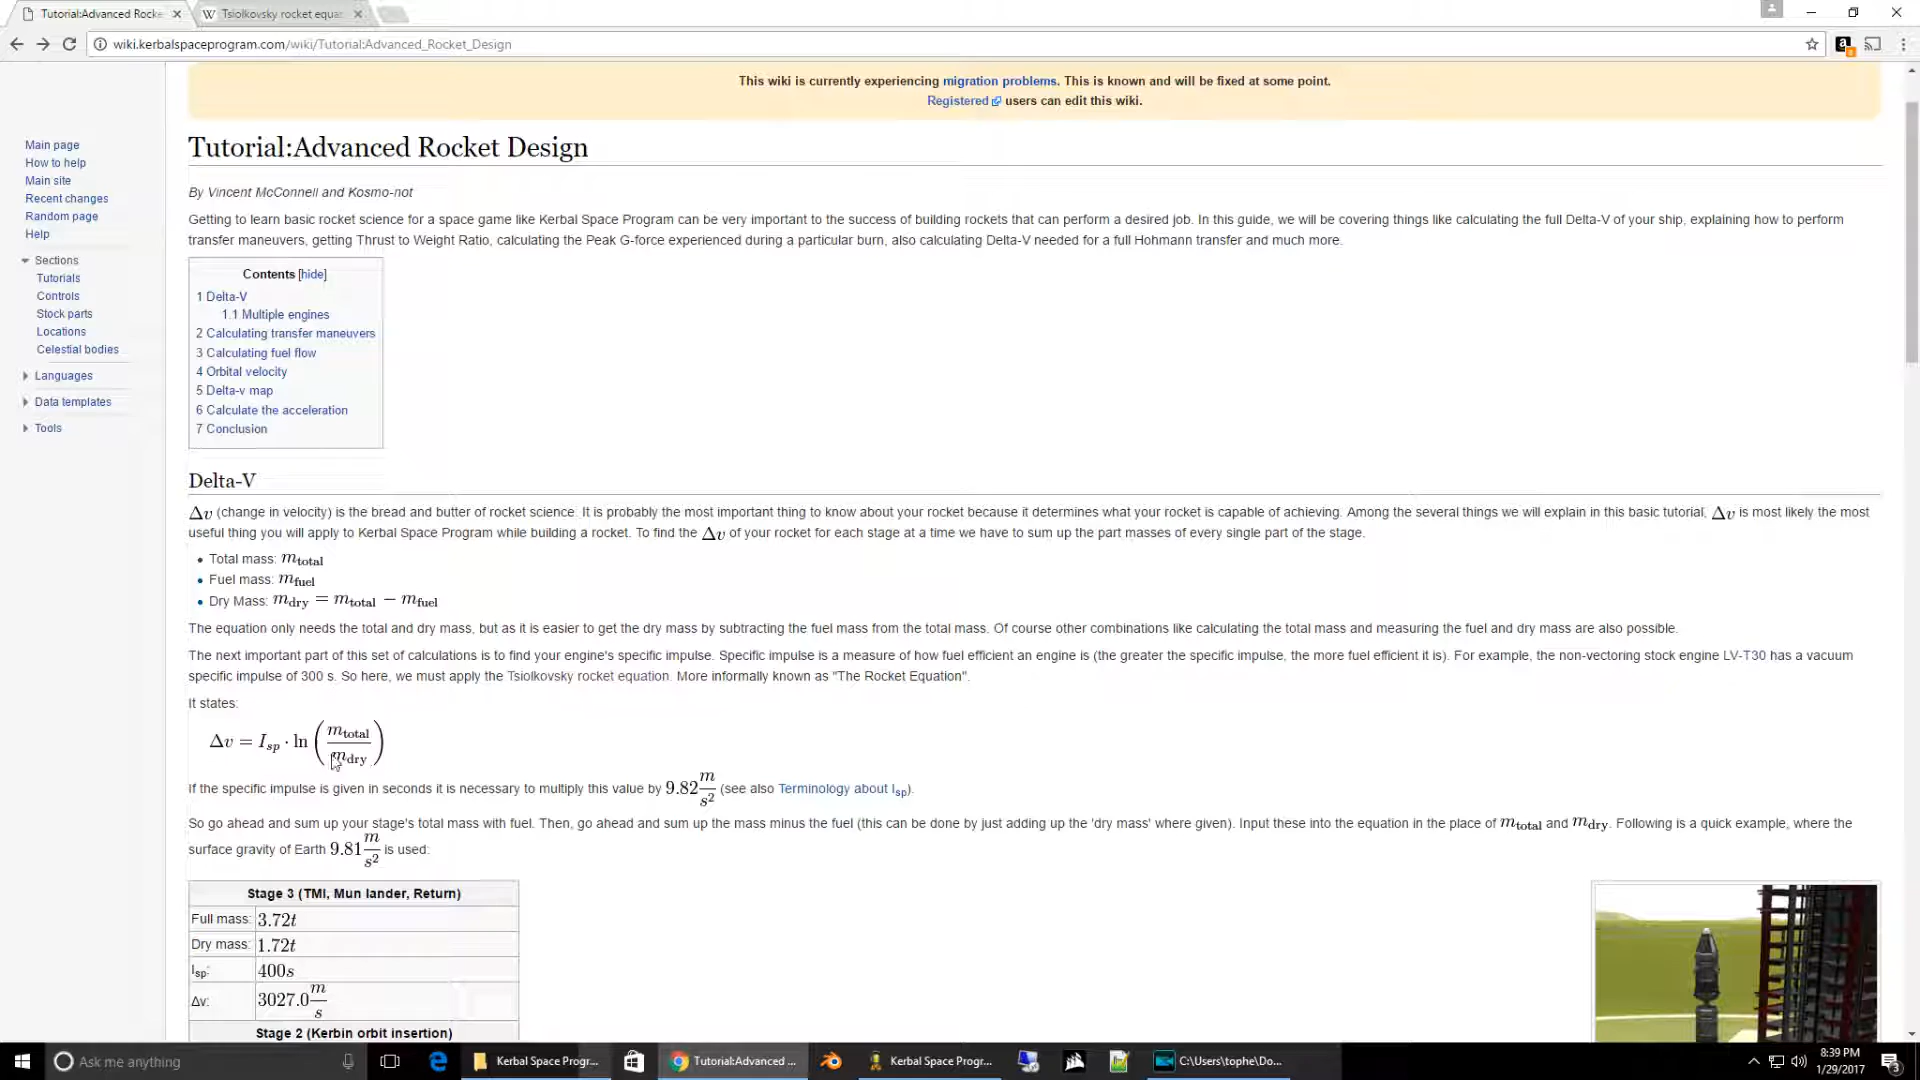 Tutorial:Advanced Rocke
W Tsiolkovsky rocket equa
wiki.kerbalspaceprogram.com/wiki/Tutorial:Advanced_Rocket_Design
This wiki is currently experiencing migration problems. This is known and will be fixed at some point.
Registered users can edit this wiki.
Main page
How to help
Main site
Recent changes
Random page
Help
Sections
Tutorials
Controls
Stock parts
Locations
Celestial bodies
Languages
Data templates
Tools
Tutorial:Advanced Rocket Design
By Vincent McConnell and Kosmo-not
Getting to learn basic rocket science for a space game like Kerbal Space Program can be very important to the success of building rockets that can perform a desired job. In this guide, we will be covering things like calculating the full Delta-V of your ship, explaining how to perform
transfer maneuvers, getting Thrust to Weight Ratio, calculating the Peak G-force experienced during a particular burn, also calculating Delta-V needed for a full Hohmann transfer and much more.
Contents [hide]
1 Delta-V
1.1 Multiple engines
2 Calculating transfer maneuvers
3 Calculating fuel flow
4 Orbital velocity
5 Delta-v map
6 Calculate the acceleration
7 Conclusion
Delta-V
Δv (change in velocity) is the bread and butter of rocket science. It is probably the most important thing to know about your rocket because it determines what your rocket is capable of achieving. Among the several things we will explain in this basic tutorial, Δv is most likely the most
useful thing you will apply to Kerbal Space Program while building a rocket. To find the Δv of your rocket for each stage at a time we have to sum up the part masses of every single part of the stage.
• Total mass: m_total
• Fuel mass: m_fuel
• Dry Mass: m_dry = m_total − m_fuel
The equation only needs the total and dry mass, but as it is easier to get the dry mass by subtracting the fuel mass from the total mass. Of course other combinations like calculating the total mass and measuring the fuel and dry mass are also possible.
The next important part of this set of calculations is to find your engine's specific impulse. Specific impulse is a measure of how fuel efficient an engine is (the greater the specific impulse, the more fuel efficient it is). For example, the non-vectoring stock engine LV-T30 has a vacuum
specific impulse of 300 s. So here, we must apply the Tsiolkovsky rocket equation. More informally known as "The Rocket Equation".
It states:
Δv = I_sp · ln (m_total / m_dry)
If the specific impulse is given in seconds it is necessary to multiply this value by 9.82 m/s² (see also Terminology about Isp).
So go ahead and sum up your stage's total mass with fuel. Then, go ahead and sum up the mass minus the fuel (this can be done by just adding up the 'dry mass' where given). Input these into the equation in the place of m_total and m_dry. Following is a quick example, where the
surface gravity of Earth 9.81 m/s² is used:
Stage 3 (TMI, Mun lander, Return)
Full mass: 3.72t
Dry mass: 1.72t
Isp: 400s
Δv: 3027.0 m/s
Stage 2 (Kerbin orbit insertion)
Ask me anything
Kerbal Space Progr...
Tutorial:Advanced ...
Kerbal Space Progr...
C:\Users\tophe\Do...
8:39 PM
1/29/2017
3